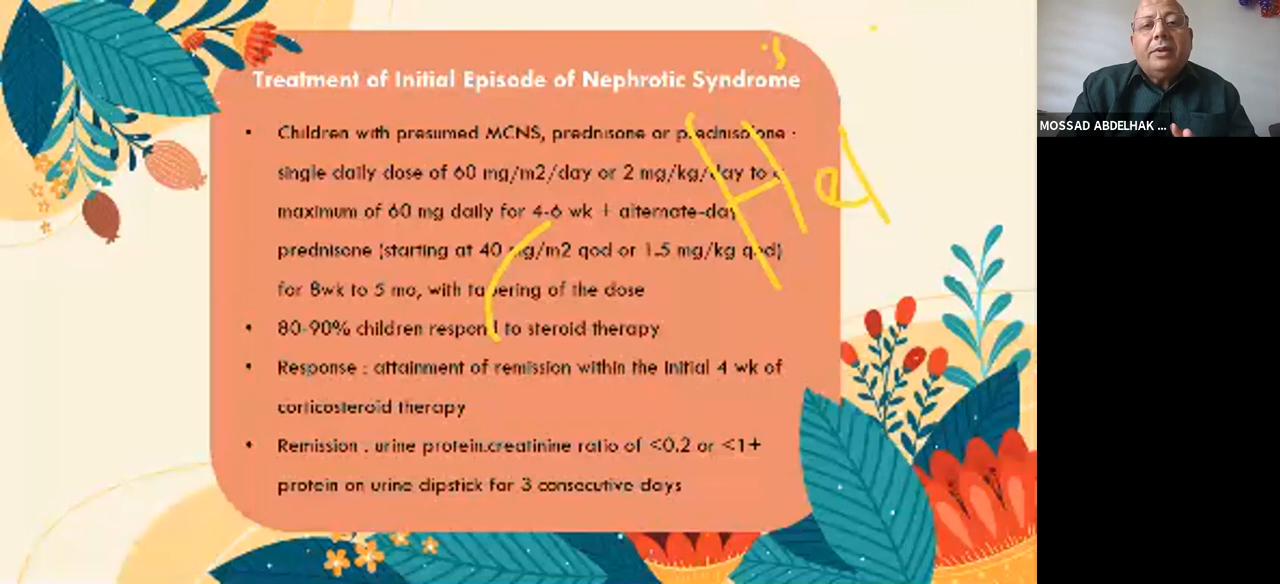 Treatment of Initial Episode of Nephrotic Syndrome
• Children with presumed MCNS, prednisone or prednisolone :
single daily dose of 60 mg/m2/day or 2 mg/kg/day to
maximum of 60 mg daily for 4-6 wk + alternate-day
prednisone (starting at 40 mg/m2 qod or 1.5 mg/kg qod)
for 8wk to 5 mo, with tapering of the dose
• 80-90% children respond to steroid therapy
• Response : attainment of remission within the initial 4 wk of
corticosteroid therapy
• Remission : urine protein:creatinine ratio of <0.2 or <1+
protein on urine dipstick for 3 consecutive days
Hel
MOSSAD ABDELHAK ...